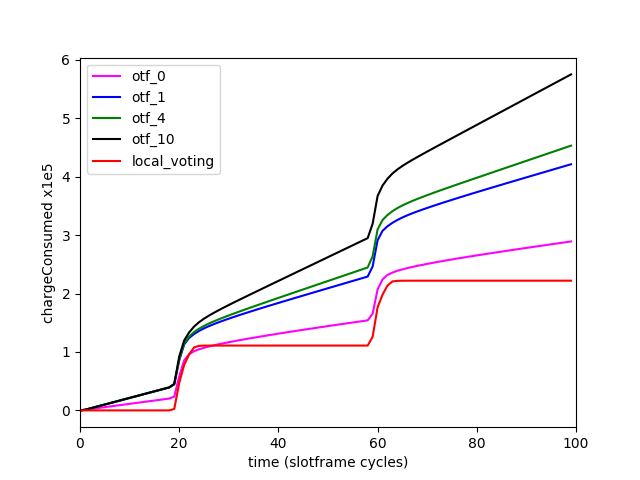 6
5
4
3
2
1
0
chargeConsumed x1e5
otf_0
otf_1
otf_4
otf_10
local_voting
0 20 40 60 80 100
time (slotframe cycles)